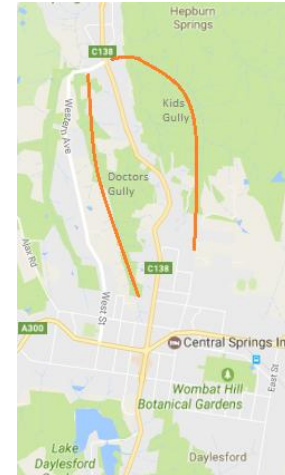 Hepburn
Springs
C138
Kids
Gully
Western Ave
Doctors
Gully
Ajax Rd
C138
West St
A300
Central Springs In
East St
Wombat Hill
Botanical Gardens
Lake
Daylesford
Daylesford